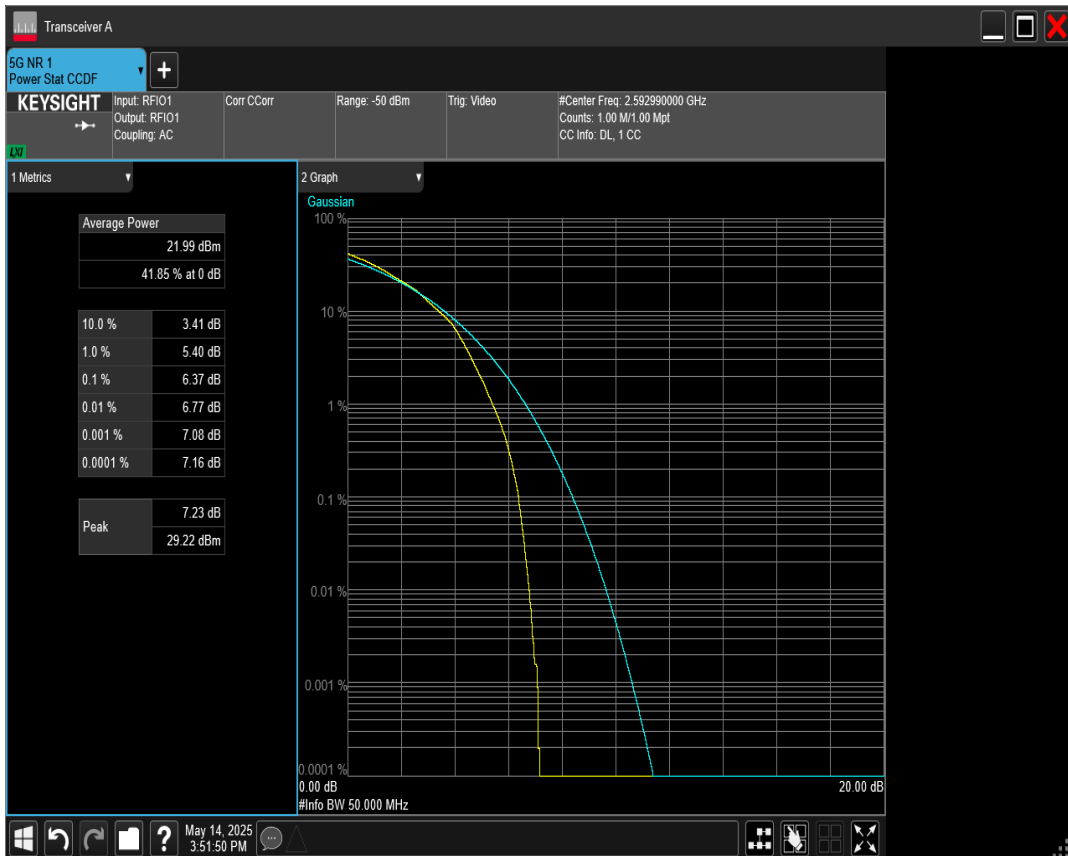 Transceiver A
5G NR 1
Power Stat CCDF
KEYSIGHT
LXI
Input: RFIO1
Output: RFIO1
Coupling: AC
Corr CCorr
Range: -50 dBm
Trig: Video
#Center Freq: 2.592990000 GHz
Counts: 1.00 M/1.00 Mpt
CC Info: DL, 1 CC
1 Metrics
Average Power
21.99 dBm
41.85 % at 0 dB
10.0 % 3.41 dB
1.0 % 5.40 dB
0.1 % 6.37 dB
0.01 % 6.77 dB
0.001 % 7.08 dB
0.0001 % 7.16 dB
Peak 7.23 dB
29.22 dBm
2 Graph
Gaussian
100 %
10 %
1 %
0.1 %
0.01 %
0.001 %
0.0001 %
0.00 dB 20.00 dB
#Info BW 50.000 MHz
?
May 14, 2025
3:51:50 PM